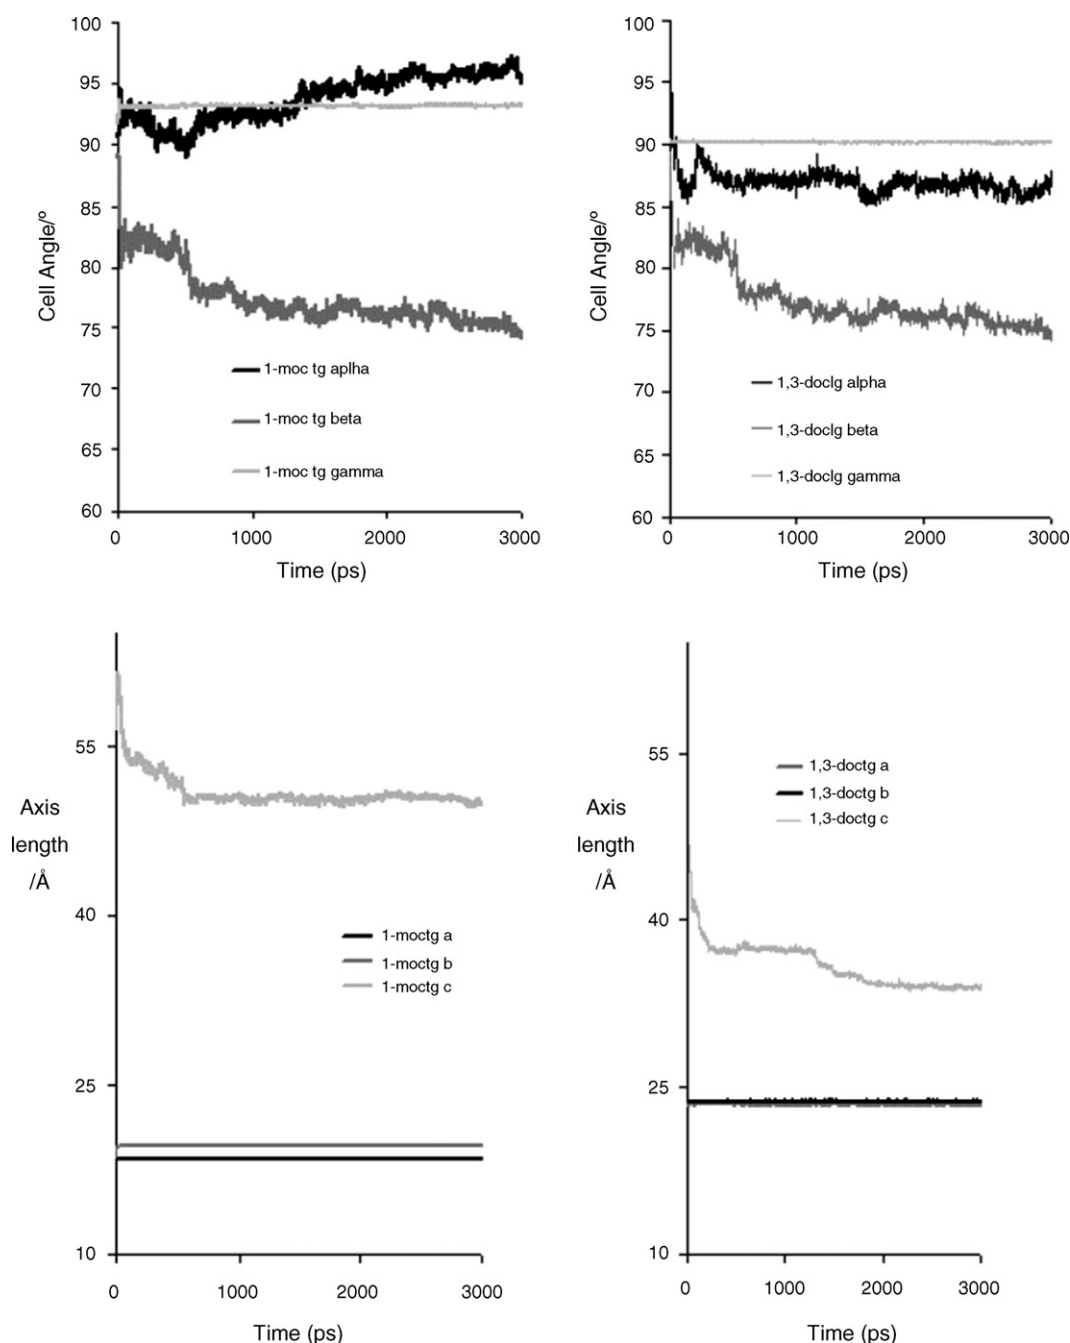 100
95
90
85
80
75
70
65
60
Cell Angle/º
1-moc tg aplha
1-moc tg beta
1-moc tg gamma
0 1000 2000 3000
Time (ps)
100
95
90
85
80
75
70
65
60
Cell Angle/º
1,3-doclg alpha
1,3-doclg beta
1,3-doclg gamma
0 1000 2000 3000
Time (ps)
55
40
25
10
Axis
length
/Å
1-moctg a
1-moctg b
1-moctg c
0 1000 2000 3000
Time (ps)
55
40
25
10
Axis
length
/Å
1,3-doctg a
1,3-doctg b
1,3-doctg c
0 1000 2000 3000
Time (ps)